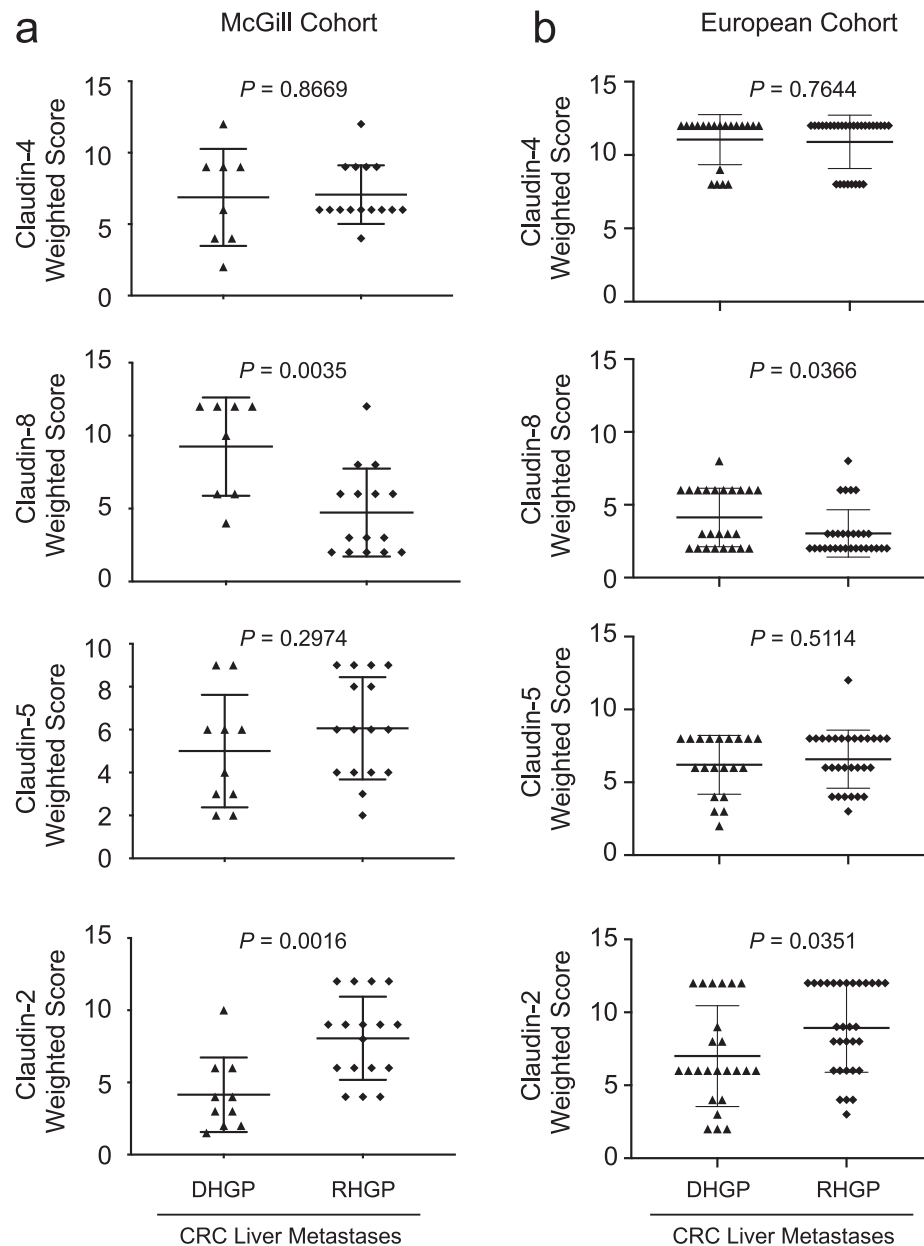 a
McGill Cohort
b
European Cohort
Claudin-4
Weighted Score
15
10
5
0
P = 0.8669
Claudin-4
Weighted Score
15
10
5
0
P = 0.7644
Claudin-8
Weighted Score
15
10
5
0
P = 0.0035
Claudin-8
Weighted Score
15
10
5
0
P = 0.0366
Claudin-5
Weighted Score
10
8
6
4
2
0
P = 0.2974
Claudin-5
Weighted Score
15
10
5
0
P = 0.5114
Claudin-2
Weighted Score
15
10
5
0
P = 0.0016
DHGP RHGP
CRC Liver Metastases
Claudin-2
Weighted Score
15
10
5
0
P = 0.0351
DHGP RHGP
CRC Liver Metastases